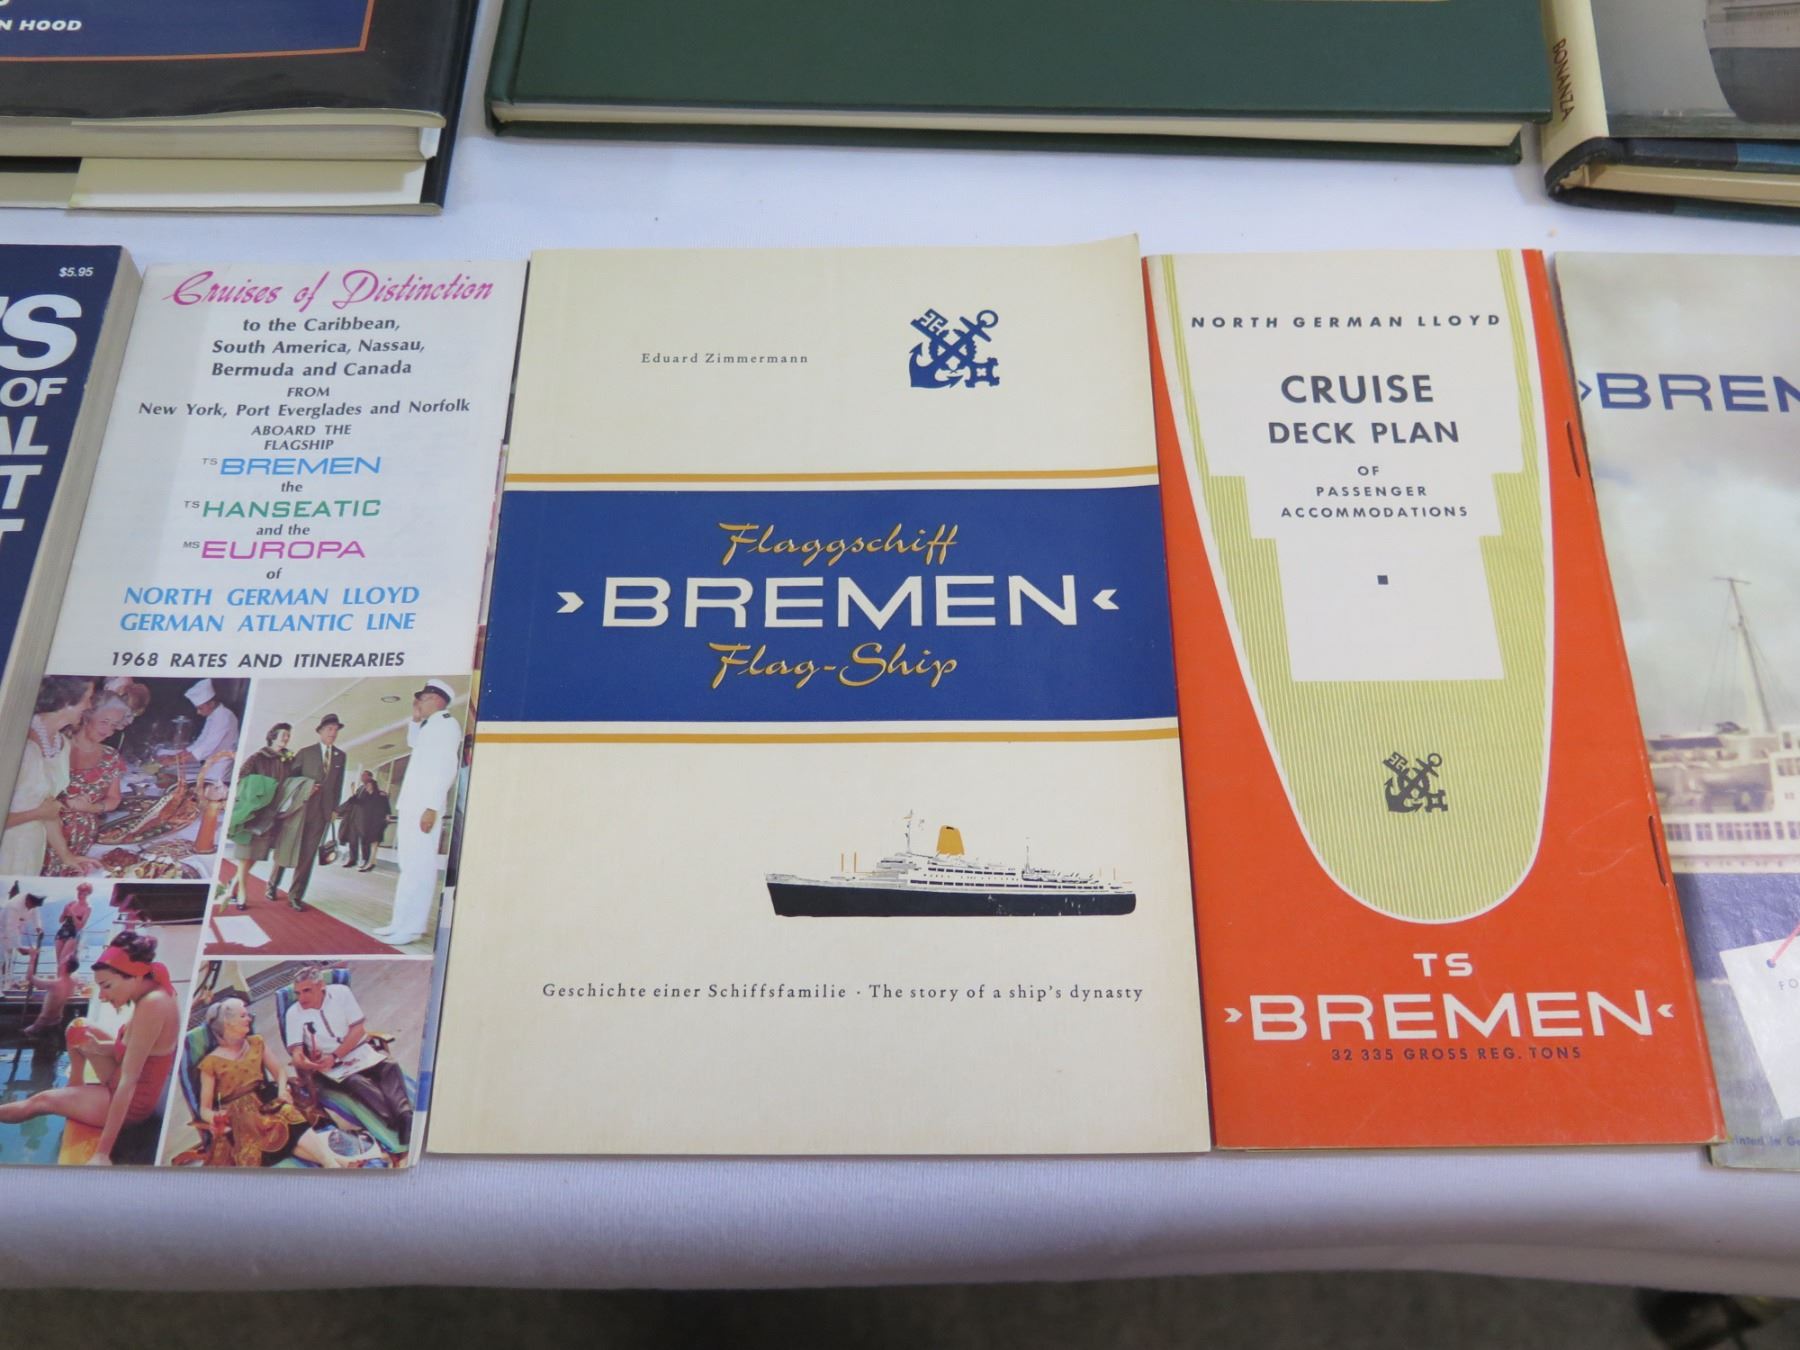 N HOOD
BONANZA
$5.95
'S
OF
AL
T
T
Cruises of Distinction
to the Caribbean,
South America, Nassau,
Bermuda and Canada
FROM
New York, Port Everglades and Norfolk
ABOARD THE
FLAGSHIP
TS BREMEN
the
TS HANSEATIC
and the
MS EUROPA
of
NORTH GERMAN LLOYD
GERMAN ATLANTIC LINE
1968 RATES AND ITINERARIES
Eduard Zimmermann
Flaggschiff
›BREMEN‹
Flag-Ship
Geschichte einer Schiffsfamilie · The story of a ship's dynasty
NORTH GERMAN LLOYD
CRUISE
DECK PLAN
OF
PASSENGER
ACCOMMODATIONS
TS
›BREMEN‹
32 335 GROSS REG. TONS
›BREM
FO